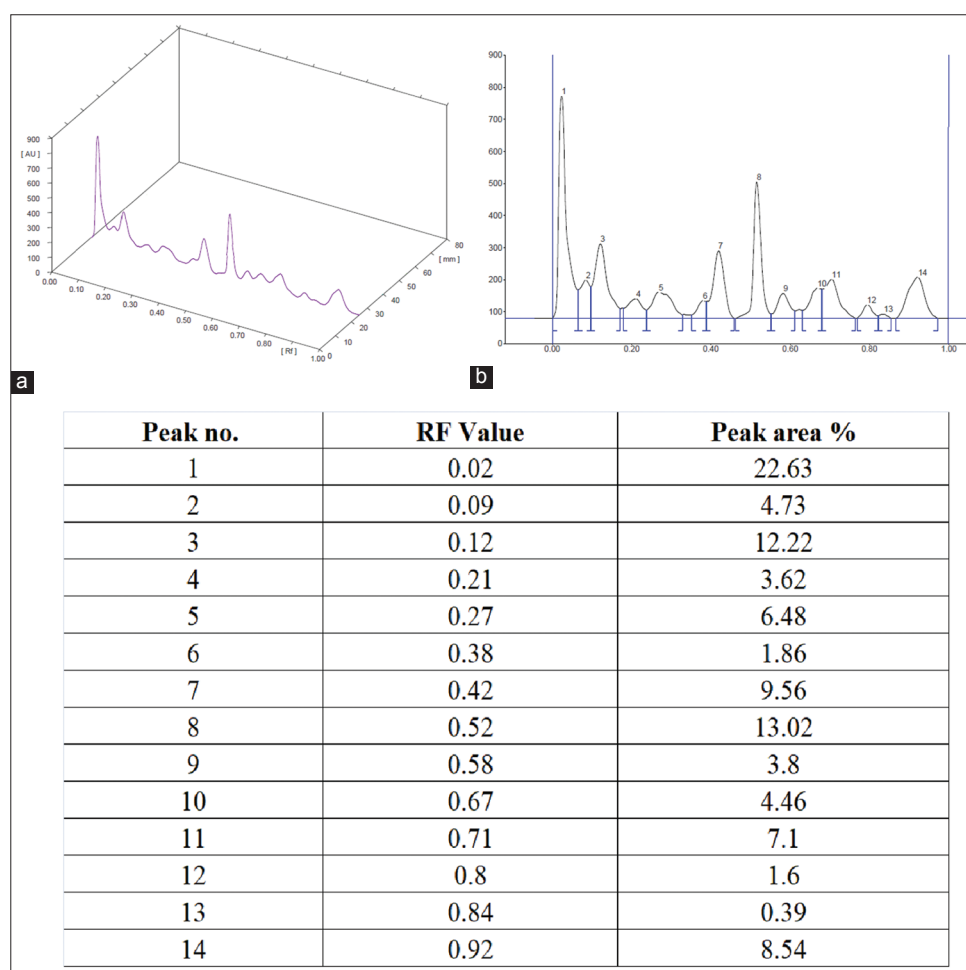 900
[ AU ]
700
600
500
400
300
200
100
0
0.00
0.10
0.20
0.30
0.40
0.50
0.60
0.70
0.80
[ Rf ]
1.00
0
10
20
30
40
50
60
[ mm ]
80
a
900
800
700
600
500
400
300
200
100
0
1
2
3
4
5
6
7
8
9
10
11
12
13
14
0.00
0.20
0.40
0.60
0.80
1.00
b
Peak no. RF Value Peak area %
1 0.02 22.63
2 0.09 4.73
3 0.12 12.22
4 0.21 3.62
5 0.27 6.48
6 0.38 1.86
7 0.42 9.56
8 0.52 13.02
9 0.58 3.8
10 0.67 4.46
11 0.71 7.1
12 0.8 1.6
13 0.84 0.39
14 0.92 8.54